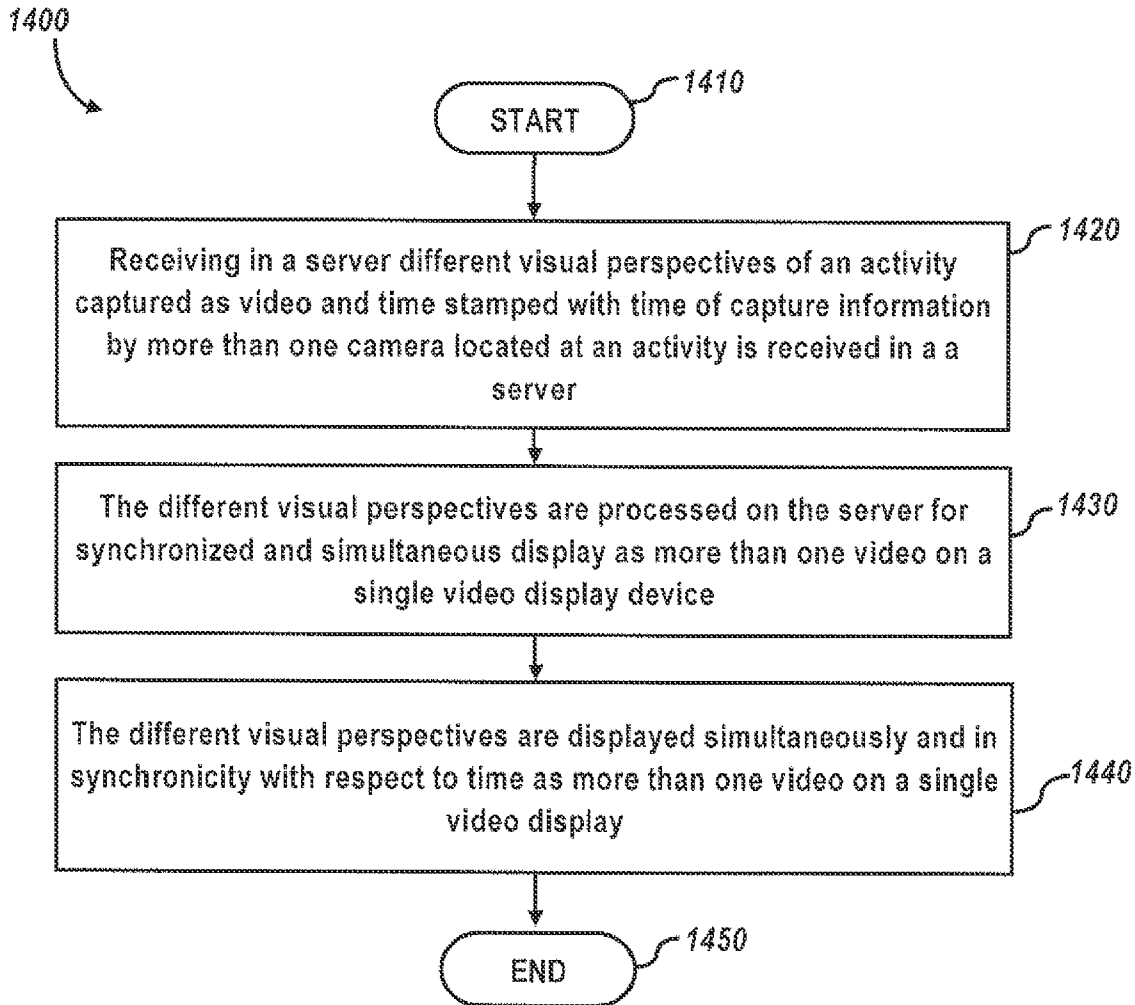 1400
1410
START
1420
Receiving in a server different visual perspectives of an activity
captured as video and time stamped with time of capture information
by more than one camera located at an activity is received in a a
server
1430
The different visual perspectives are processed on the server for
synchronized and simultaneous display as more than one video on a
single video display device
The different visual perspectives are displayed simultaneously and in
synchronicity with respect to time as more than one video on a single
video display
1440
1450
END